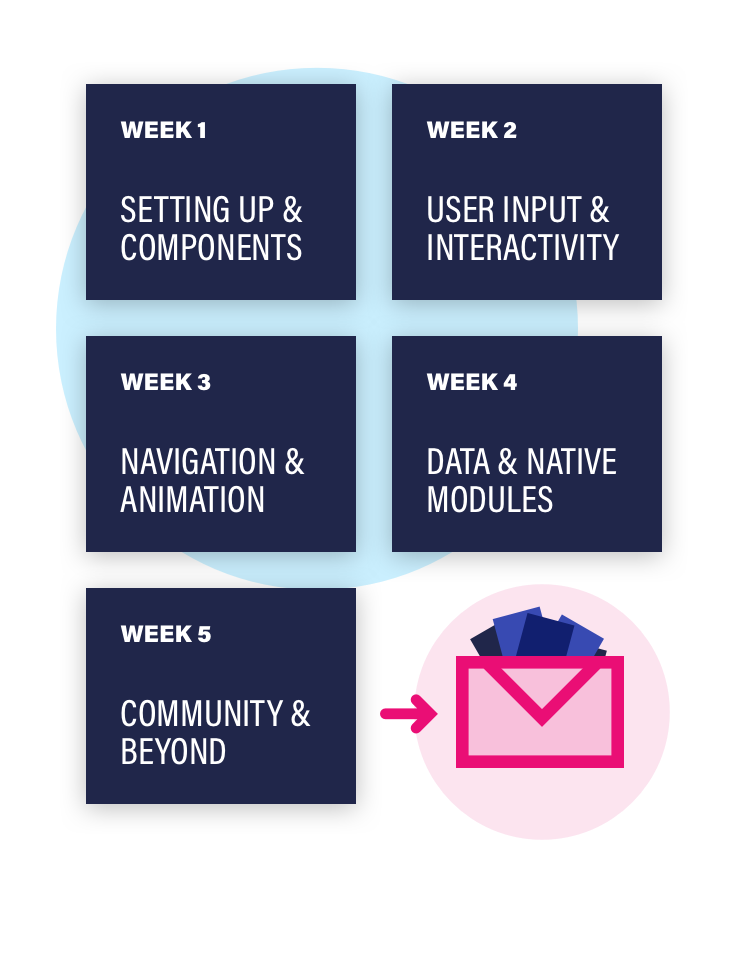 WEEK 1
SETTING UP &
COMPONENTS
WEEK 2
USER INPUT &
INTERACTIVITY
WEEK 3
NAVIGATION &
ANIMATION
WEEK 4
DATA & NATIVE
MODULES
WEEK 5
COMMUNITY &
BEYOND